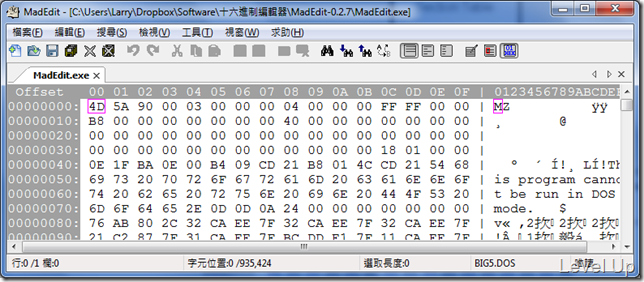 MadEdit - [C:\Users\Larry\Dropbox\Software\十六進制編輯器\MadEdit-0.2.7\MadEdit.exe]
檔案(F) 編輯(E) 搜尋(S) 檢視(V) 工具(T) 視窗(W) 求助(H)
MadEdit.exe
Offset 00 01 02 03 04 05 06 07 08 09 0A 0B 0C 0D 0E 0F | 0123456789ABCDEF
00000000: 4D 5A 90 00 03 00 00 00 04 00 00 00 FF FF 00 00 | MZ ÿÿ
00000010: B8 00 00 00 00 00 00 00 40 00 00 00 00 00 00 00 | ¸ @
00000020: 00 00 00 00 00 00 00 00 00 00 00 00 00 00 00 00 |
00000030: 00 00 00 00 00 00 00 00 00 00 00 00 18 01 00 00 |
00000040: 0E 1F BA 0E 00 B4 09 CD 21 B8 01 4C CD 21 54 68 | º ´ Í!¸ LÍ!Th
00000050: 69 73 20 70 72 6F 67 72 61 6D 20 63 61 6E 6E 6F | is program canno
00000060: 74 20 62 65 20 72 75 6E 20 69 6E 20 44 4F 53 20 | t be run in DOS
00000070: 6D 6F 64 65 2E 0D 0D 0A 24 00 00 00 00 00 00 00 | mode. $
00000080: 76 AB 80 2C 32 CA EE 7F 32 CA EE 7F 32 CA EE 7F | v« ,2 2 2
00000090: 21 C2 87 7F 31 CA EE 7F BC DD F1 7F 11 CA EE 7F
行:0 /1 欄:0 字元位置:0 /935,424 選取長度:0 BIG5.DOS
Level Up